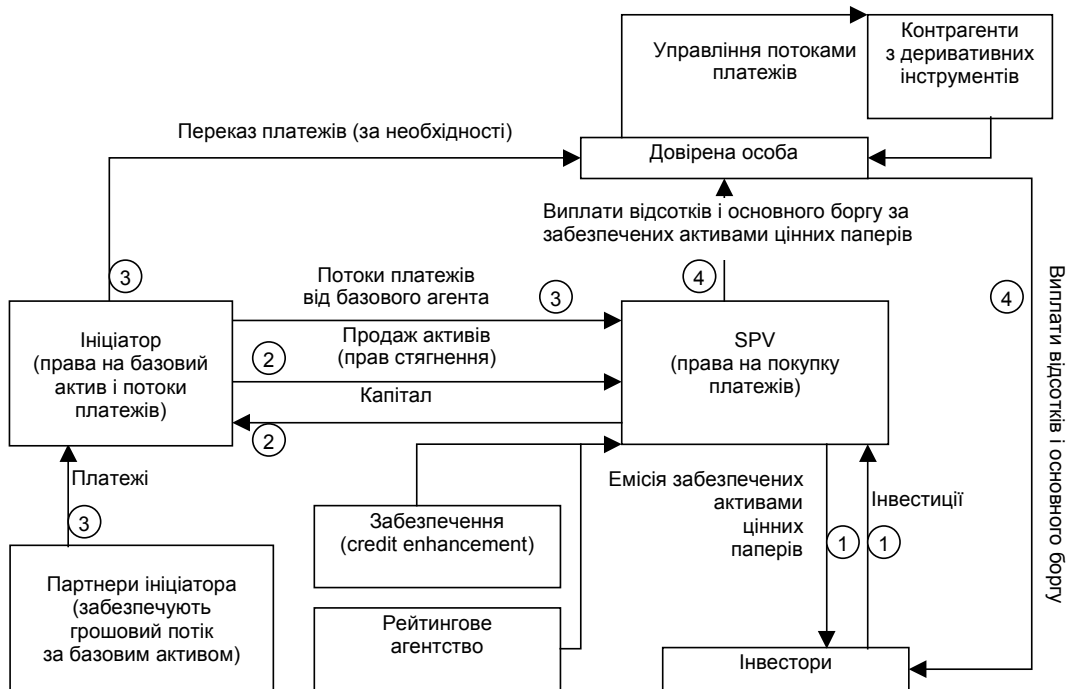 Контрагенти
з деривативних
інструментів
Управління потоками
платежів
Переказ платежів (за необхідності)
Довірена особа
Виплати відсотків і основного боргу за
забезпечених активами цінних паперів
3
Потоки платежів
від базового агента
3
4
4
Виплати відсотків і основного боргу
Ініціатор
(права на базовий
актив і потоки
платежів)
Продаж активів
(прав стягнення)
2
Капітал
2
SPV
(права на покупку
платежів)
Платежі
3
Забезпечення
(credit enhancement)
Емісія забезпечених
активами
цінних
паперів
1
Інвестиції
1
Партнери ініціатора
(забезпечують
грошовий потік
за базовим активом)
Рейтингове
агентство
Інвестори